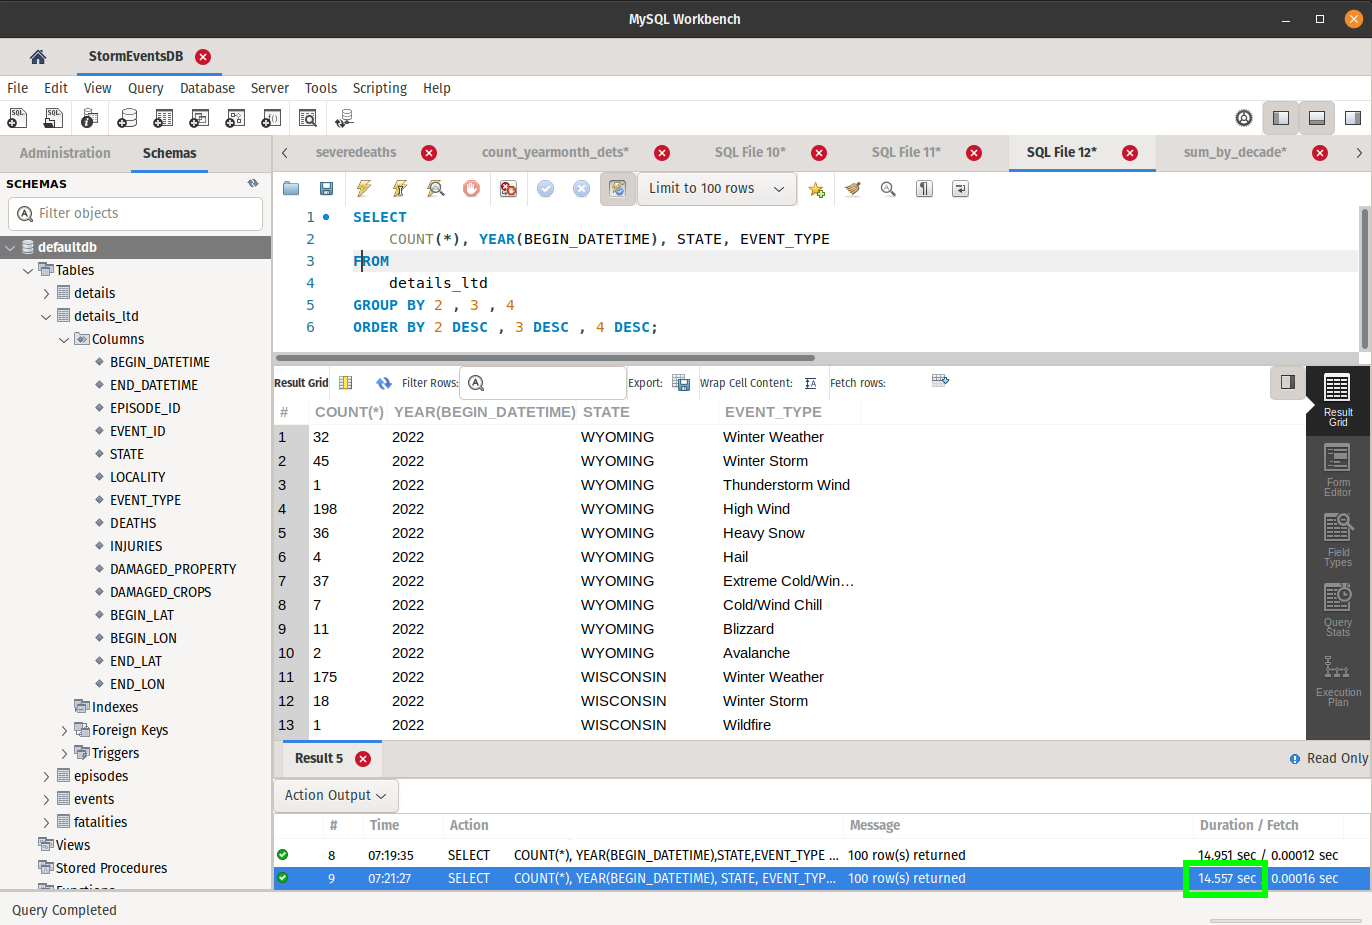 MySQL Workbench
StormEventsDB
File Edit View Query Database Server Tools Scripting Help
Administration Schemas
severedeaths count_yearmonth_dets* SQL File 10* SQL File 11* SQL File 12* sum_by_decade*
SCHEMAS
Filter objects
Limit to 100 rows
defaultdb
Tables
details
details_ltd
Columns
BEGIN_DATETIME
END_DATETIME
EPISODE_ID
EVENT_ID
STATE
LOCALITY
EVENT_TYPE
DEATHS
INJURIES
DAMAGED_PROPERTY
DAMAGED_CROPS
BEGIN_LAT
BEGIN_LON
END_LAT
END_LON
Indexes
Foreign Keys
Triggers
episodes
events
fatalities
Views
Stored Procedures
Functions
1 SELECT
2 COUNT(*), YEAR(BEGIN_DATETIME), STATE, EVENT_TYPE
3 FROM
4 details_ltd
5 GROUP BY 2 , 3 , 4
6 ORDER BY 2 DESC , 3 DESC , 4 DESC;
Result Grid Filter Rows: Export: Wrap Cell Content: Fetch rows:
# COUNT(*) YEAR(BEGIN_DATETIME) STATE EVENT_TYPE
1 32 2022 WYOMING Winter Weather
2 45 2022 WYOMING Winter Storm
3 1 2022 WYOMING Thunderstorm Wind
4 198 2022 WYOMING High Wind
5 36 2022 WYOMING Heavy Snow
6 4 2022 WYOMING Hail
7 37 2022 WYOMING Extreme Cold/Win...
8 7 2022 WYOMING Cold/Wind Chill
9 11 2022 WYOMING Blizzard
10 2 2022 WYOMING Avalanche
11 175 2022 WISCONSIN Winter Weather
12 18 2022 WISCONSIN Winter Storm
13 1 2022 WISCONSIN Wildfire
Result
Grid
Form
Editor
Field
Types
Query
Stats
Execution
Plan
Result 5 Read Only
Action Output
# Time Action Message Duration / Fetch
8 07:19:35 SELECT COUNT(*), YEAR(BEGIN_DATETIME),STATE,EVENT_TYPE ... 100 row(s) returned 14.951 sec / 0.00012 sec
9 07:21:27 SELECT COUNT(*), YEAR(BEGIN_DATETIME), STATE, EVENT_TYP... 100 row(s) returned 14.557 sec / 0.00016 sec
Query Completed